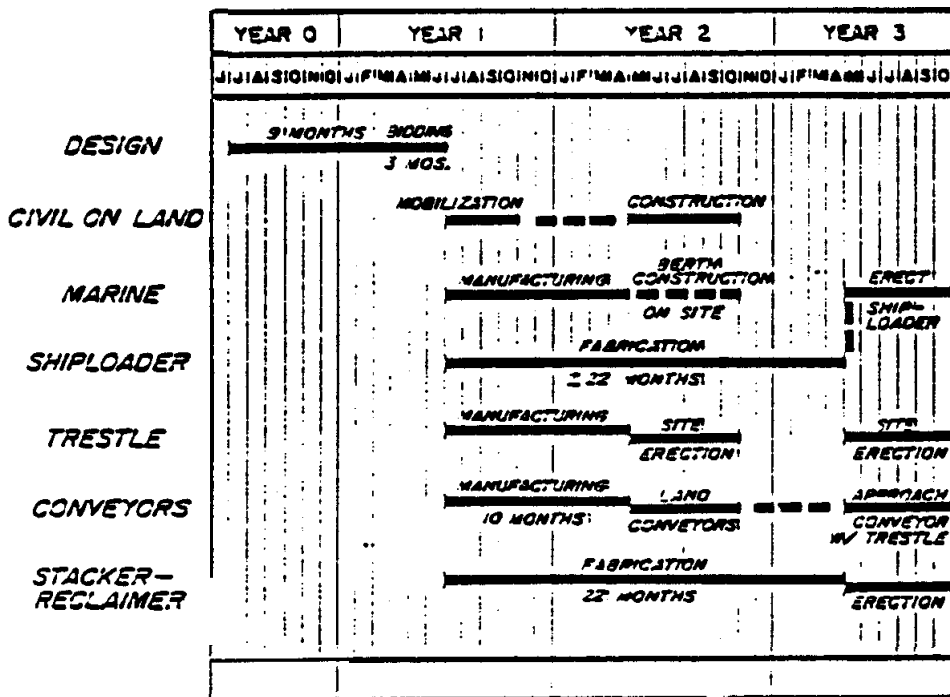 YEAR 0 YEAR 1 YEAR 2 YEAR 3
J|J|A|S|O|N|D|J|F|M|A|M|J|J|A|S|O|N|D|J|F|M|A|M|J|J|A|S|O|N|D|J|F|M|A|M|J|J|A|S|O
DESIGN
9 MONTHS BIDDING
3 MOS.
CIVIL ON LAND
MOBILIZATION CONSTRUCTION
MARINE
MANUFACTURING BERTH CONSTRUCTION
ON SITE
ERECT
SHIP-
LOADER
SHIPLOADER
FABRICATION
± 22 MONTHS
TRESTLE
MANUFACTURING
SITE
ERECTION
SITE
ERECTION
CONVEYORS
MANUFACTURING
10 MONTHS
LAND
CONVEYORS
APPROACH
CONVEYOR
W/ TRESTLE
STACKER-
RECLAIMER
FABRICATION
22 MONTHS
ERECTION